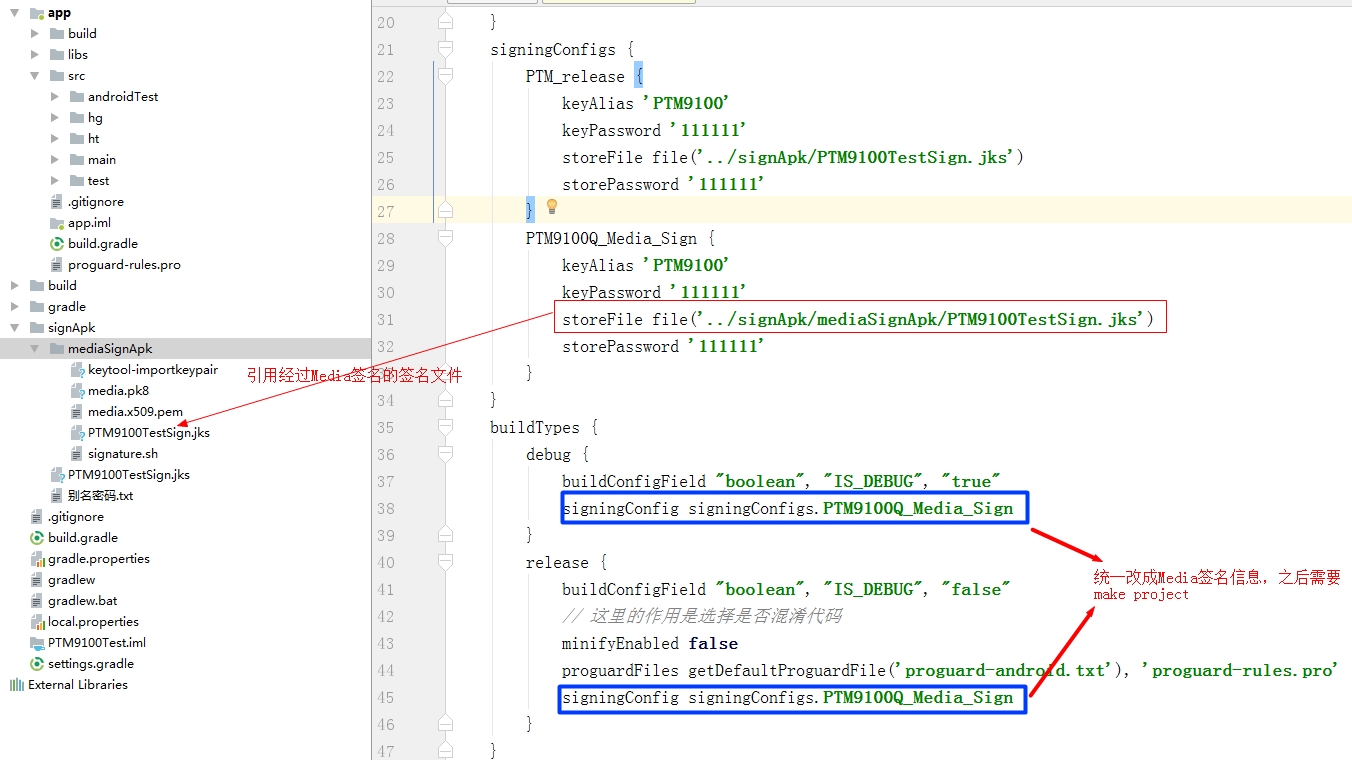 app
build
libs
src
androidTest
hg
ht
main
test
.gitignore
app.iml
build.gradle
proguard-rules.pro
build
gradle
signApk
mediaSignApk
keytool-importkeypair
media.pk8
media.x509.pem
PTM9100TestSign.jks
signature.sh
PTM9100TestSign.jks
别名密码.txt
.gitignore
build.gradle
gradle.properties
gradlew
gradlew.bat
local.properties
PTM9100Test.iml
settings.gradle
External Libraries
引用经过Media签名的签名文件
20 }
21 signingConfigs {
22 PTM_release {
23 keyAlias 'PTM9100'
24 keyPassword '111111'
25 storeFile file('../signApk/PTM9100TestSign.jks')
26 storePassword '111111'
27 }
28 PTM9100Q_Media_Sign {
29 keyAlias 'PTM9100'
30 keyPassword '111111'
31 storeFile file('../signApk/mediaSignApk/PTM9100TestSign.jks')
32 storePassword '111111'
}
34 }
35 buildTypes {
36 debug {
37 buildConfigField "boolean", "IS_DEBUG", "true"
38 signingConfig signingConfigs.PTM9100Q_Media_Sign
39 }
40 release {
41 buildConfigField "boolean", "IS_DEBUG", "false"
42 // 这里的作用是选择是否混淆代码
43 minifyEnabled false
44 proguardFiles getDefaultProguardFile('proguard-android.txt'), 'proguard-rules.pro'
45 signingConfig signingConfigs.PTM9100Q_Media_Sign
46 }
47 }
统一改成Media签名信息，之后需要
make project